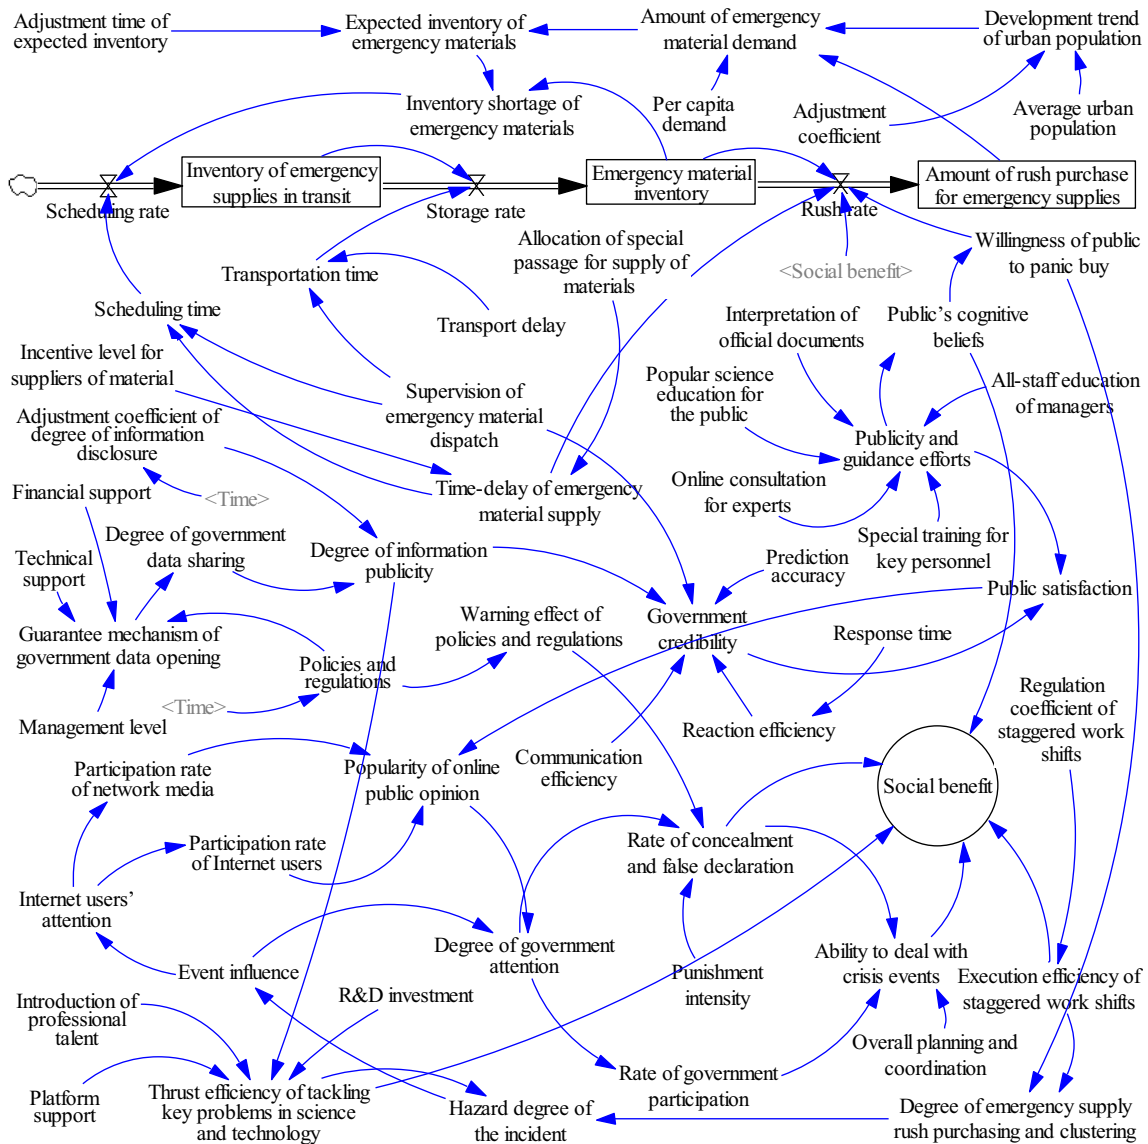 Adjustment time of
expected inventory
Expected inventory of
emergency materials
Amount of emergency
material demand
Development trend
of urban population
Inventory shortage of
emergency materials
Per capita
demand
Adjustment
coefficient
Average urban
population
Inventory of emergency
supplies in transit
Emergency material
inventory
Amount of rush purchase
for emergency supplies
Scheduling rate
Storage rate
Rush rate
Allocation of special
passage for supply of
materials
Willingness of public
to panic buy
<Social benefit>
Transportation time
Scheduling time
Transport delay
Interpretation of
official documents
Public's cognitive
beliefs
Incentive level for
suppliers of material
Supervision of
emergency material
dispatch
Popular science
education for
the public
All-staff education
of managers
Adjustment coefficient of
degree of information
disclosure
Publicity and
guidance efforts
Financial support
<Time>
Time-delay of emergency
material supply
Online consultation
for experts
Special training for
key personnel
Degree of government
data sharing
Degree of information
publicity
Technical
support
Prediction
accuracy
Public satisfaction
Guarantee mechanism of
government data opening
Warning effect of
policies and regulations
Government
credibility
Response time
Policies and
regulations
<Time>
Management level
Reaction efficiency
Regulation
coefficient of
staggered work
shifts
Communication
efficiency
Participation rate
of network media
Popularity of online
public opinion
Social benefit
Participation rate
of Internet users
Rate of concealment
and false declaration
Internet users'
attention
Degree of government
attention
Ability to deal with
crisis events
Event influence
Punishment
intensity
Execution efficiency of
staggered work shifts
Introduction of
professional
talent
R&D investment
Overall planning and
coordination
Platform
support
Thrust efficiency of tackling
key problems in science
and technology
Rate of government
participation
Hazard degree of
the incident
Degree of emergency supply
rush purchasing and clustering